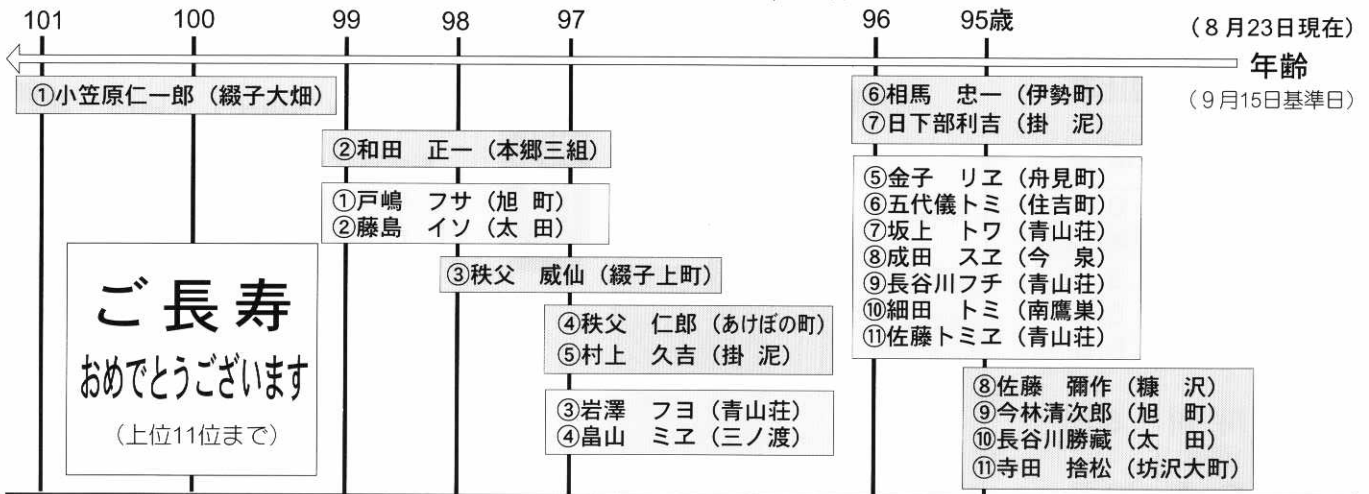 101 100 99 98 97 96 95歳 (8月23日現在)
年齢
(9月15日基準日)
①小笠原仁一郎(綴子大畑)
⑥相馬 忠一(伊勢町)
⑦日下部利吉(掛 泥)
②和田 正一(本郷三組)
①戸嶋 フサ(旭 町)
②藤島 イソ(太 田)
⑤金子 リヱ(舟見町)
⑥五代儀トミ(住吉町)
⑦坂上 トワ(青山荘)
⑧成田 スヱ(今 泉)
⑨長谷川フチ(青山荘)
⑩細田 トミ(南鷹巣)
⑪佐藤トミヱ(青山荘)
③秩父 威仙(綴子上町)
④秩父 仁郎(あけぼの町)
⑤村上 久吉(掛 泥)
③岩澤 フヨ(青山荘)
④畠山 ミヱ(三ノ渡)
⑧佐藤 彌作(糠 沢)
⑨今林清次郎(旭 町)
⑩長谷川勝藏(太 田)
⑪寺田 捨松(坊沢大町)
ご長寿
おめでとうございます
(上位11位まで)